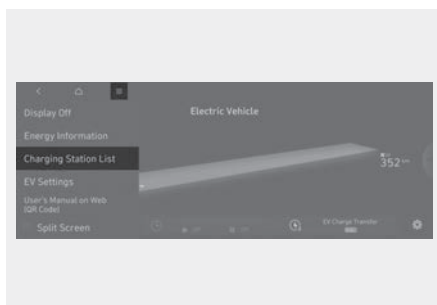 Display Off
Electric Vehicle
Energy Information
Charging Station List
352 km
EV Settings
User's Manual on Web
(QR Code)
Split Screen
EV Charge Transfer